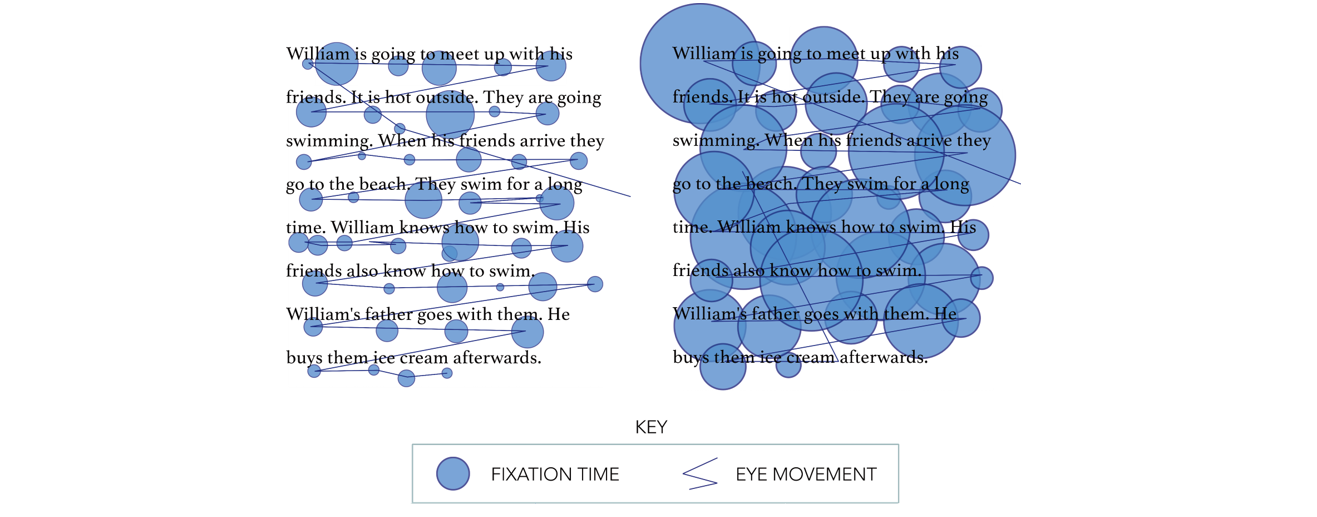 William is going to meet up with his
friends. It is hot outside. They are going
swimming. When his friends arrive they
go to the beach. They swim for a long
time. William knows how to swim. His
friends also know how to swim.
William's father goes with them. He
buys them ice cream afterwards.
William is going to meet up with his
friends. It is hot outside. They are going
swimming. When his friends arrive they
go to the beach. They swim for a long
time. William knows how to swim. His
friends also know how to swim.
William's father goes with them. He
buys them ice cream afterwards.
KEY
FIXATION TIME
EYE MOVEMENT